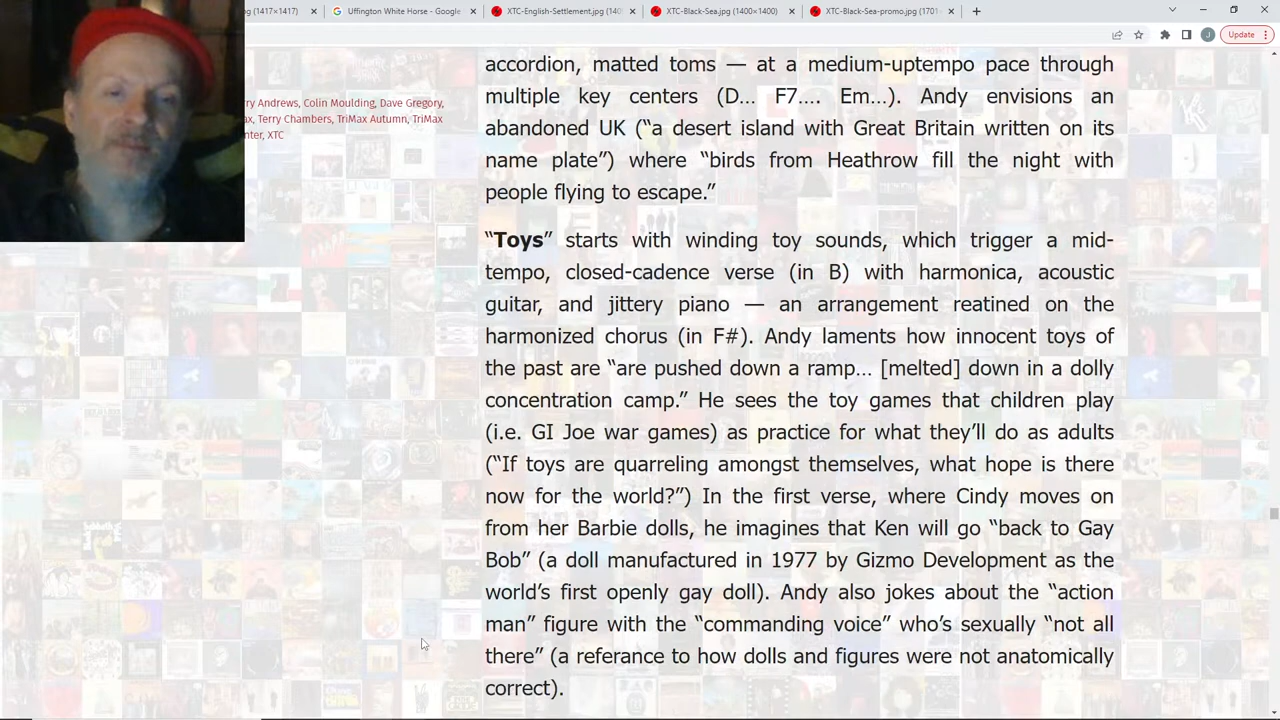 pg (1417×1417)
Uffington White Horse - Google
XTC-English-Settlement.jpg (140
XTC-Black-Sea.jpg (1400×1400)
XTC-Black-Sea-promo.jpg (1701
J
Update
rry Andrews, Colin Moulding, Dave Gregory,
ax, Terry Chambers, TriMax Autumn, TriMax
nter, XTC
accordion, matted toms — at a medium-uptempo pace through
multiple key centers (D… F7…. Em…). Andy envisions an
abandoned UK (“a desert island with Great Britain written on its
name plate”) where “birds from Heathrow fill the night with
people flying to escape.”
“Toys” starts with winding toy sounds, which trigger a mid-
tempo, closed-cadence verse (in B) with harmonica, acoustic
guitar, and jittery piano — an arrangement reatined on the
harmonized chorus (in F#). Andy laments how innocent toys of
the past are “are pushed down a ramp… [melted] down in a dolly
concentration camp.” He sees the toy games that children play
(i.e. GI Joe war games) as practice for what they’ll do as adults
(“If toys are quarreling amongst themselves, what hope is there
now for the world?”) In the first verse, where Cindy moves on
from her Barbie dolls, he imagines that Ken will go “back to Gay
Bob” (a doll manufactured in 1977 by Gizmo Development as the
world’s first openly gay doll). Andy also jokes about the “action
man” figure with the “commanding voice” who’s sexually “not all
there” (a referance to how dolls and figures were not anatomically
correct).